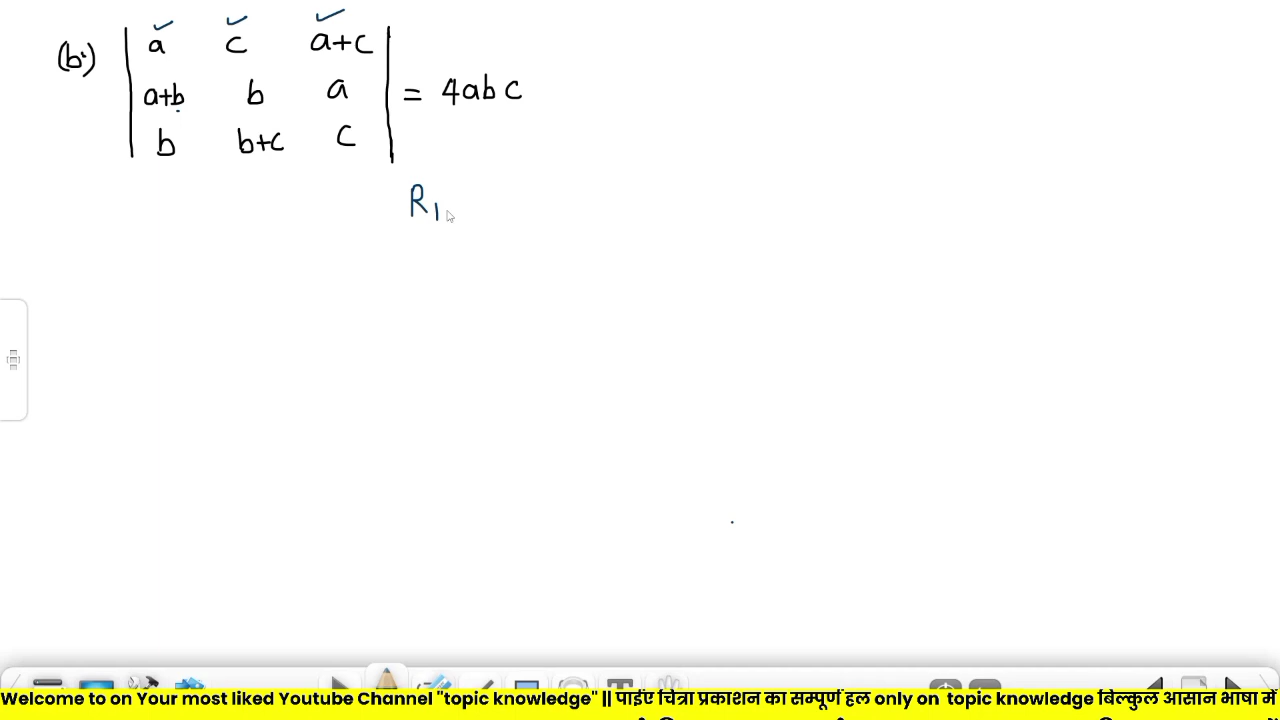 (b.) | a c a+c |
| a+b b a | = 4abc
| b b+c c |
R1
Welcome to on Your most liked Youtube Channel "topic knowledge" || पाईए चित्रा प्रकाशन का सम्पूर्ण हल only on topic knowledge बिल्कुल आसान भाषा में